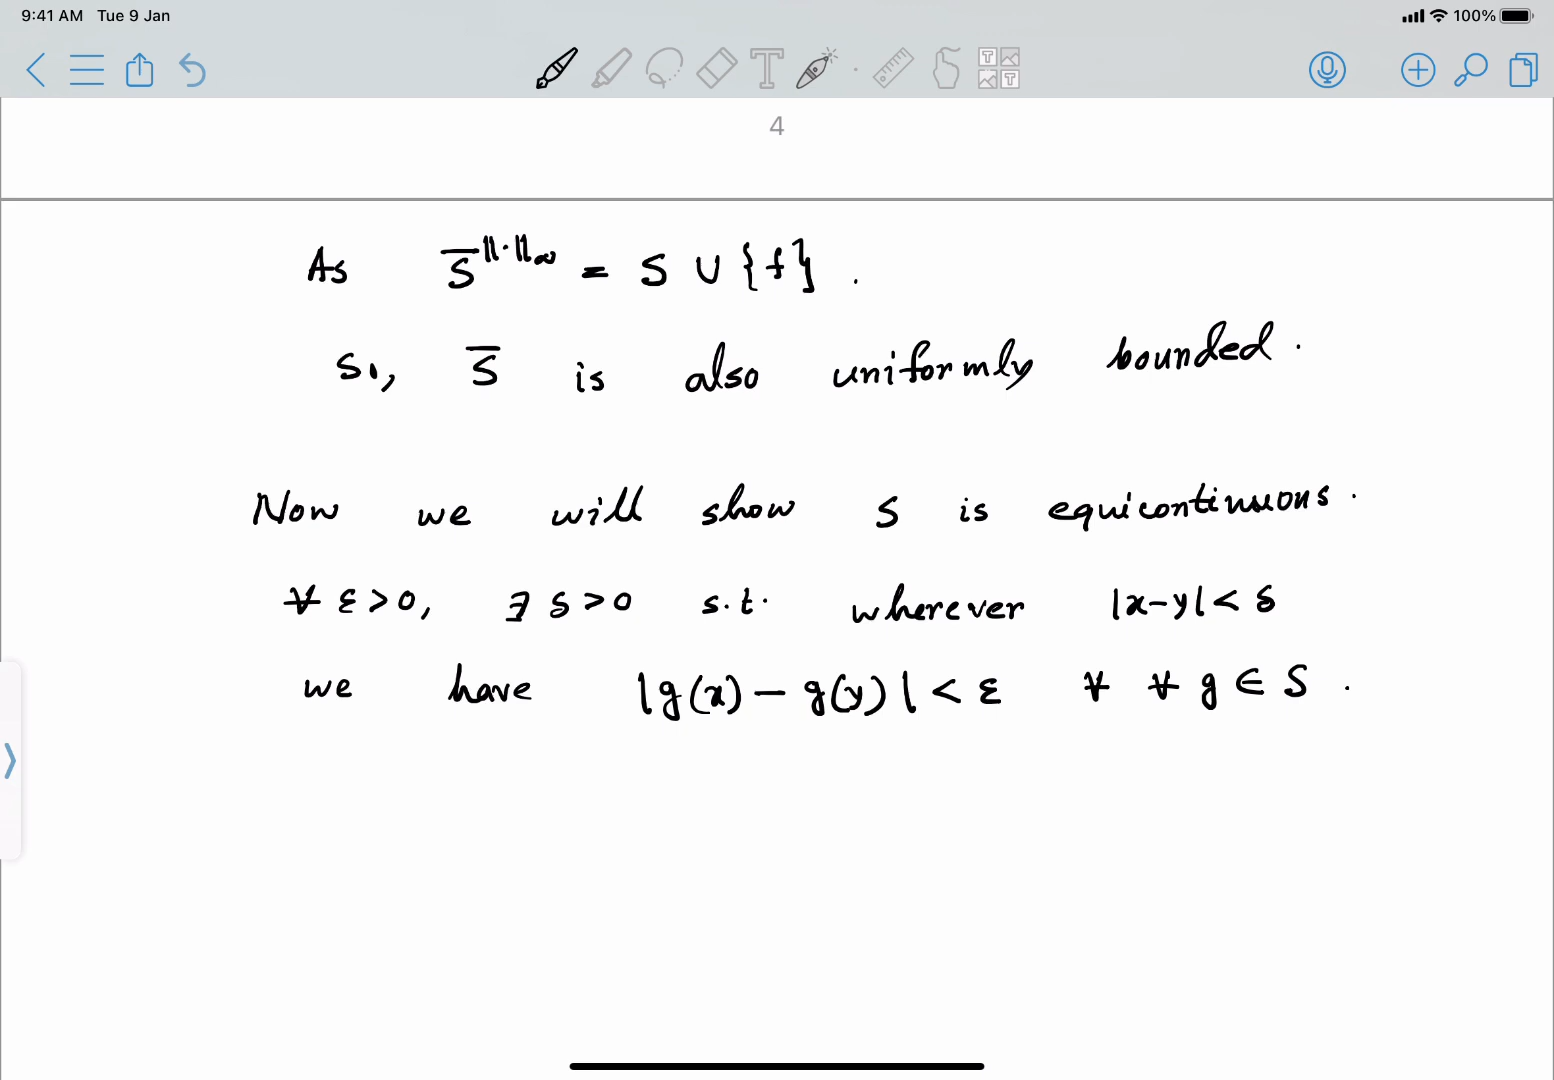 9:41 AM Tue 9 Jan 100%
4
As S̅^{||·||∞} = S ∪ {f} .
So, S̅ is also uniformly bounded.
Now we will show S is equicontinuous.
∀ ε>0, ∃ δ>0 s.t. whenever |x-y| < δ
we have |g(x) - g(y)| < ε ∀ ∀ g ∈ S .